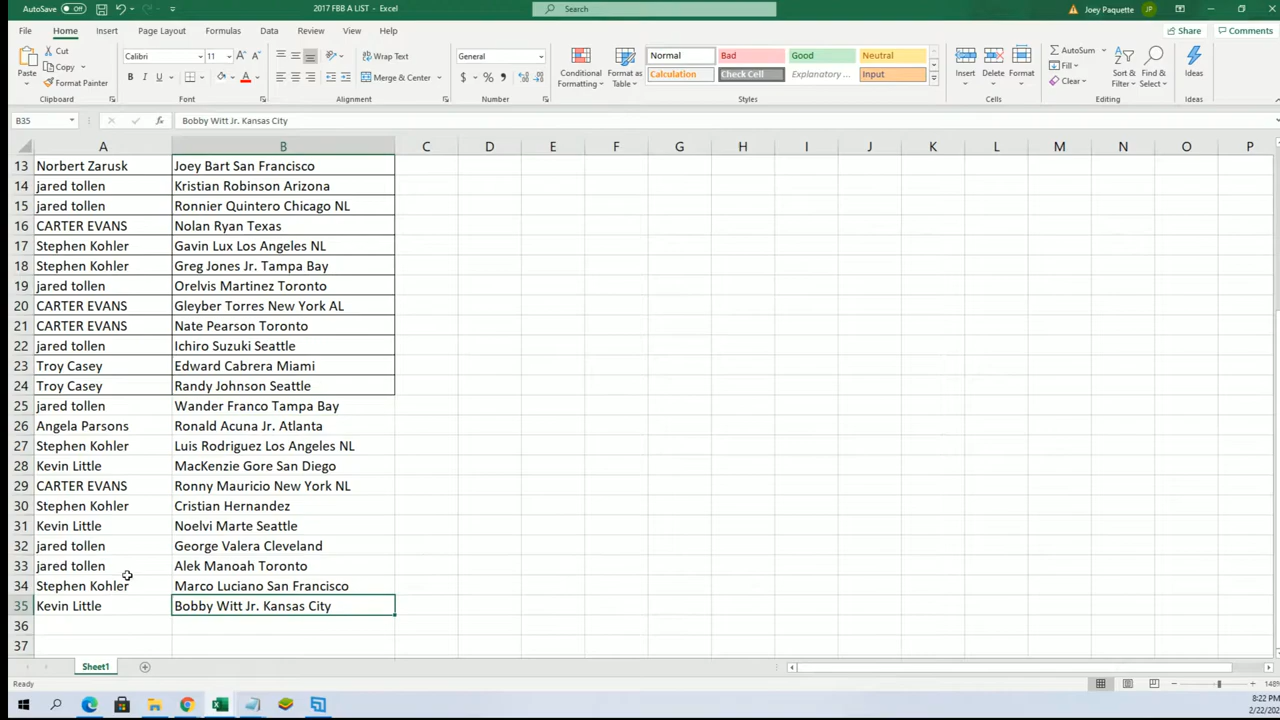 AutoSave Off 2017 FBB A LIST - Excel Search Joey Paquette JP
File Home Insert Page Layout Formulas Data Review View Help Share Comments
Paste Cut Copy Format Painter Clipboard
Calibri 11 A A B I U A Font
ab Wrap Text Merge & Center Alignment
General $ % , .0 .00 Number
Conditional Formatting Format as Table
Normal Bad Good Neutral
Calculation Check Cell Explanatory ... Input
Styles
Insert Delete Format Cells
AutoSum Fill Clear Sort & Filter Find & Select Editing
Ideas Ideas
B35 fx Bobby Witt Jr. Kansas City
A B C D E F G H I J K L M N O P
13 Norbert Zarusk Joey Bart San Francisco
14 jared tollen Kristian Robinson Arizona
15 jared tollen Ronnier Quintero Chicago NL
16 CARTER EVANS Nolan Ryan Texas
17 Stephen Kohler Gavin Lux Los Angeles NL
18 Stephen Kohler Greg Jones Jr. Tampa Bay
19 jared tollen Orelvis Martinez Toronto
20 CARTER EVANS Gleyber Torres New York AL
21 CARTER EVANS Nate Pearson Toronto
22 jared tollen Ichiro Suzuki Seattle
23 Troy Casey Edward Cabrera Miami
24 Troy Casey Randy Johnson Seattle
25 jared tollen Wander Franco Tampa Bay
26 Angela Parsons Ronald Acuna Jr. Atlanta
27 Stephen Kohler Luis Rodriguez Los Angeles NL
28 Kevin Little MacKenzie Gore San Diego
29 CARTER EVANS Ronny Mauricio New York NL
30 Stephen Kohler Cristian Hernandez
31 Kevin Little Noelvi Marte Seattle
32 jared tollen George Valera Cleveland
33 jared tollen Alek Manoah Toronto
34 Stephen Kohler Marco Luciano San Francisco
35 Kevin Little Bobby Witt Jr. Kansas City
36
37
Sheet1
Ready 148%
8:22 PM
2/22/202